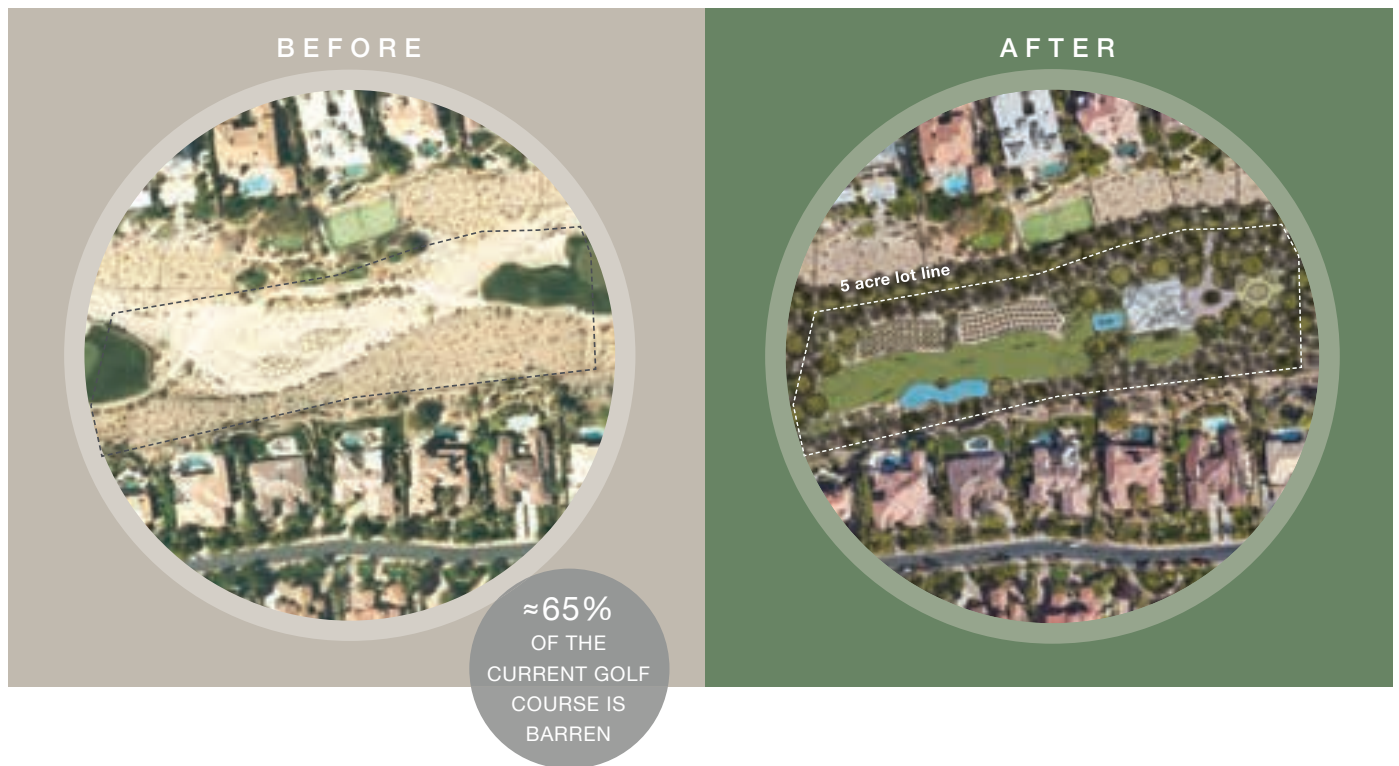 BEFORE
AFTER
5 acre lot line
≈65%
OF THE
CURRENT GOLF
COURSE IS
BARREN